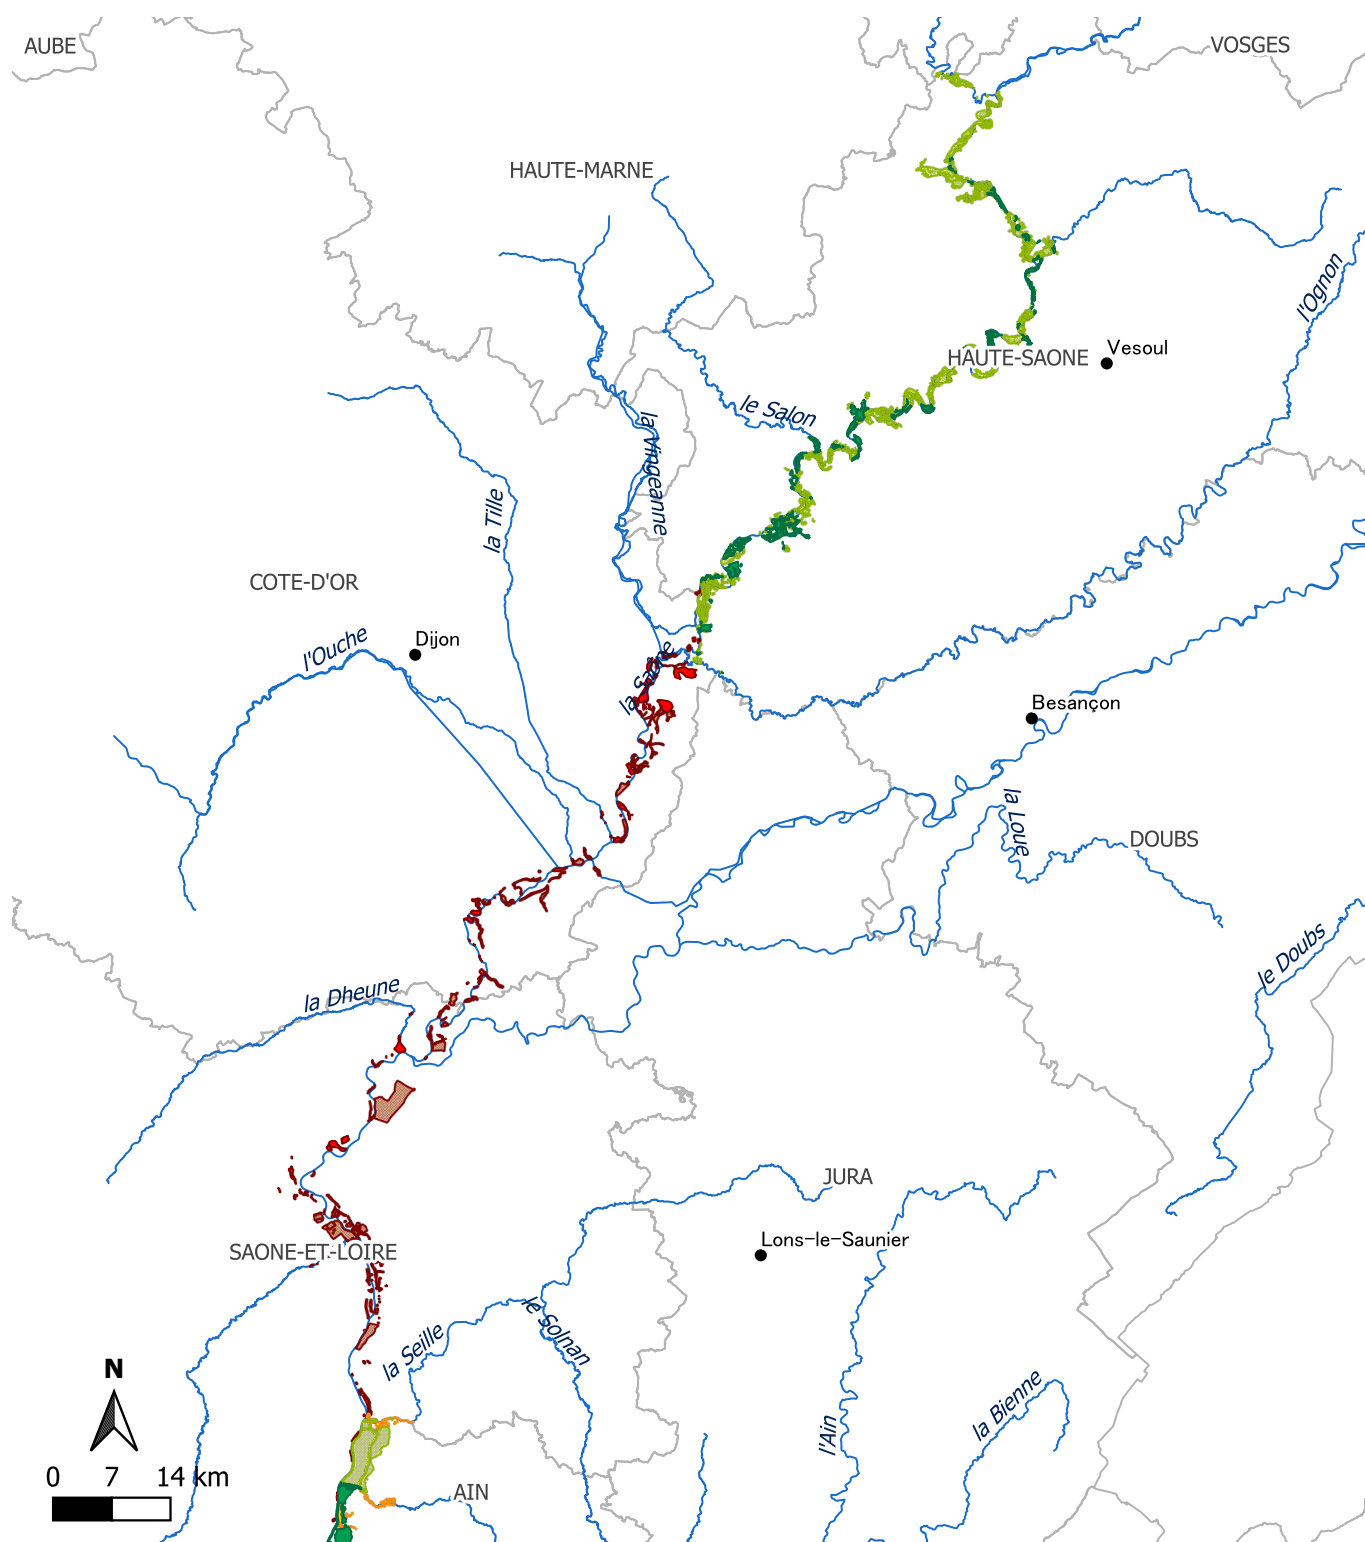 AUBE
VOSGES
HAUTE-MARNE
l'Ognon
HAUTE-SAONE
Vesoul
le Salon
la Vingeanne
la Tille
COTE-D'OR
Dijon
l'Ouche
la Saône
Besançon
la Loue
DOUBS
le Doubs
la Dheune
JURA
Lons-le-Saunier
SAONE-ET-LOIRE
le Solnan
la Seille
la Bienne
l'Ain
N
0 7 14 km
AIN